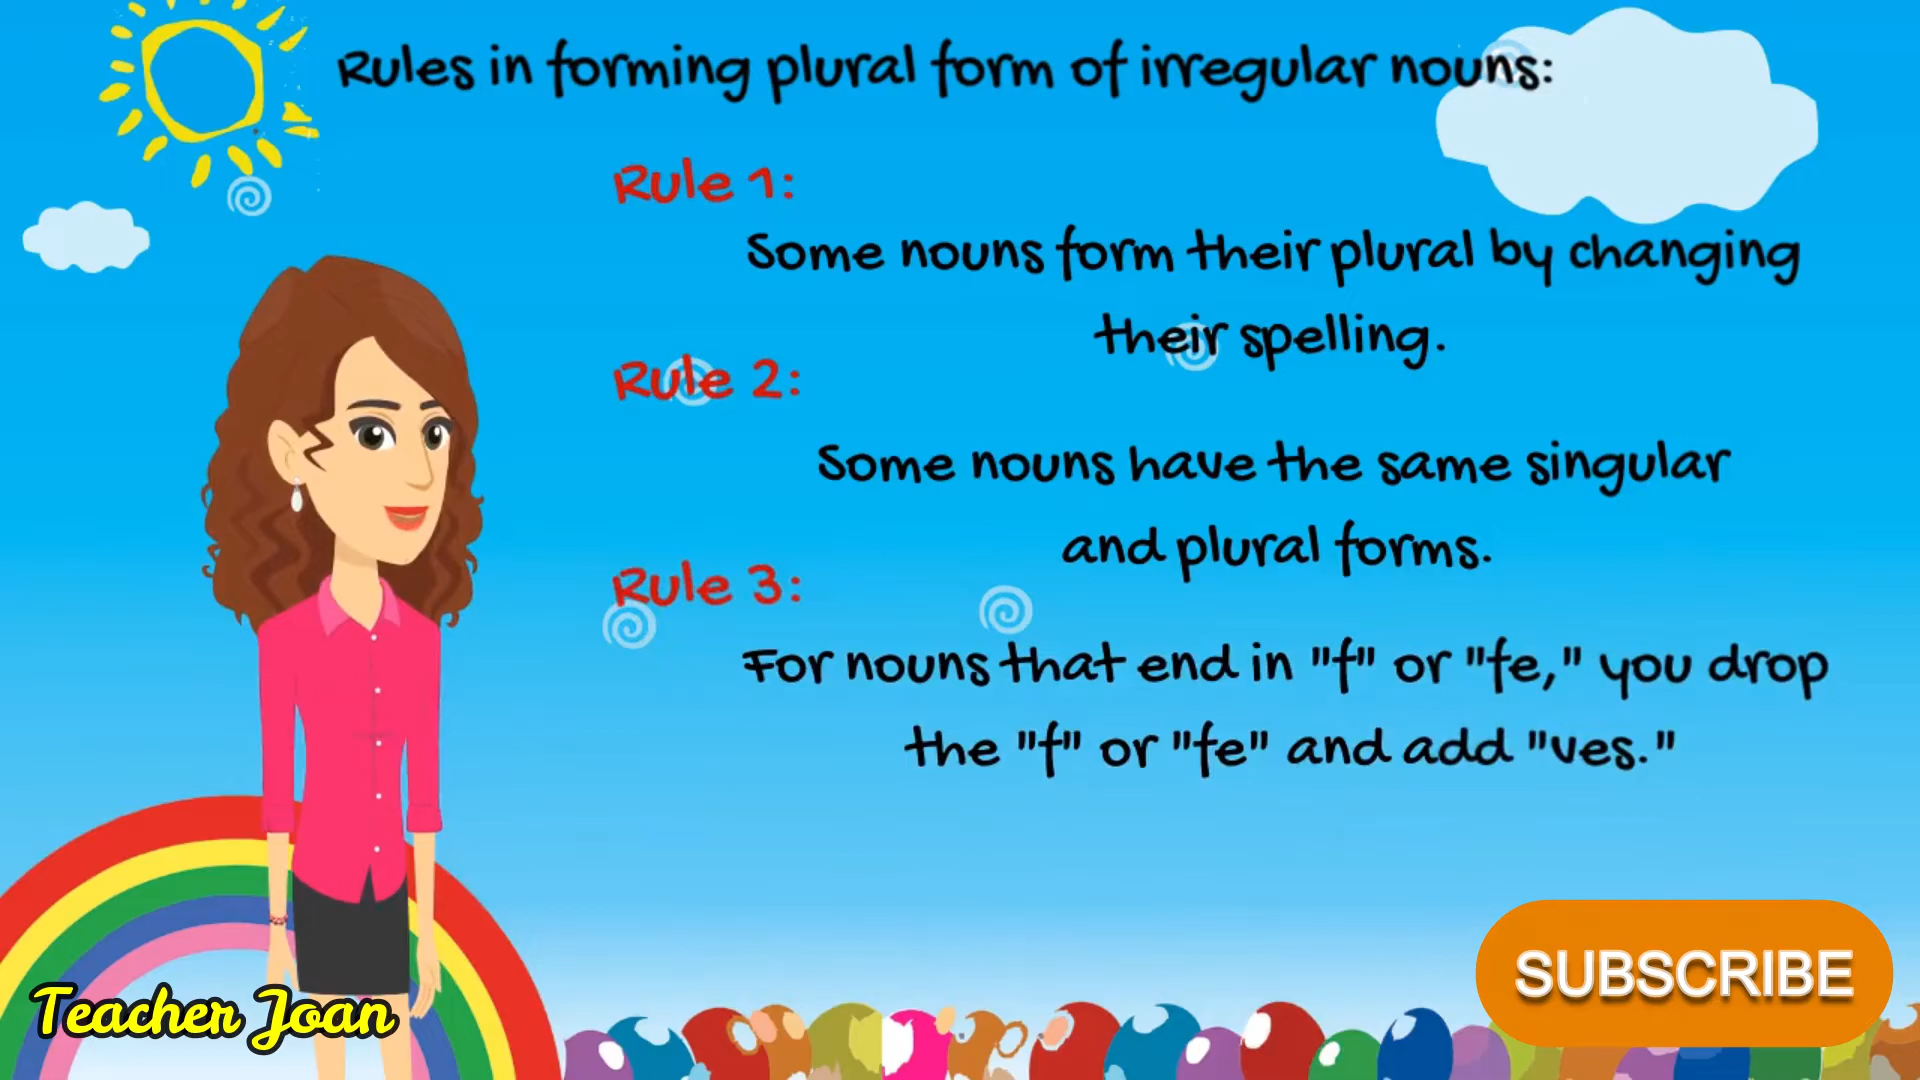 Rules in forming plural form of irregular nouns:
Rule 1:
Some nouns form their plural by changing
their spelling.
Rule 2:
Some nouns have the same singular
and plural forms.
Rule 3:
For nouns that end in "f" or "fe," you drop
the "f" or "fe" and add "ves."
Teacher Joan
SUBSCRIBE